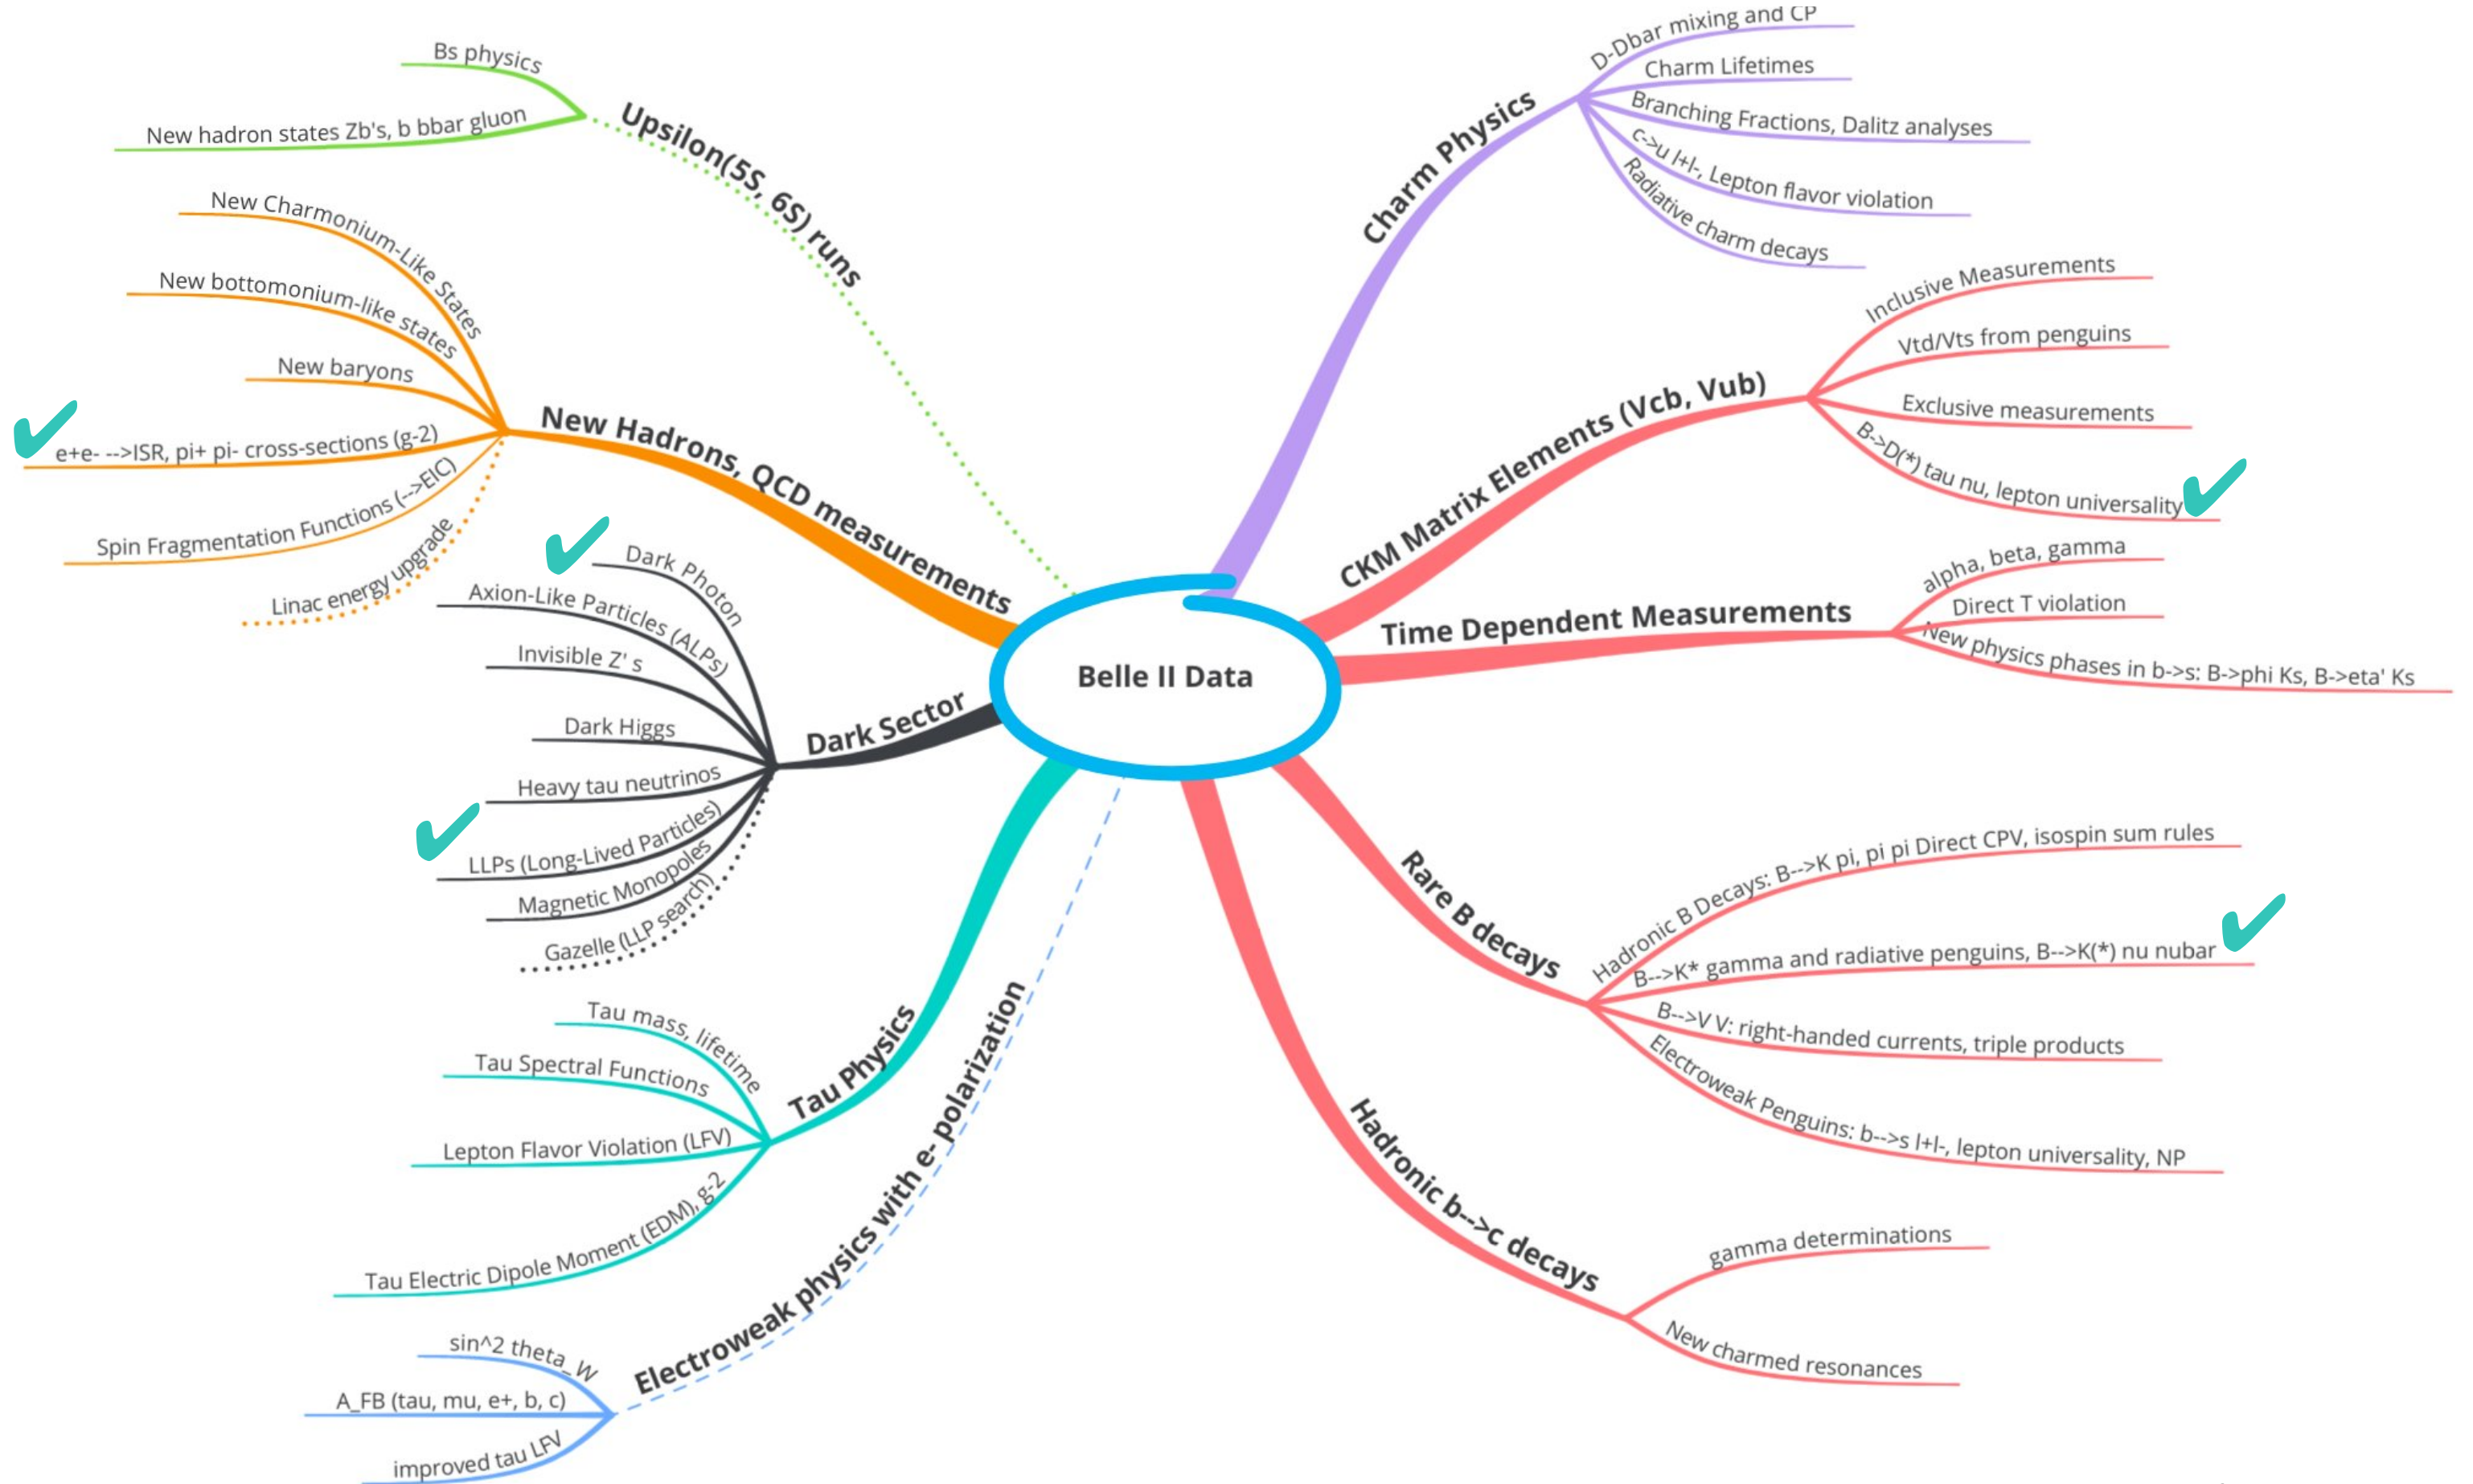 Belle II Data
Upsilon(5S, 6S) runs
Bs physics
New hadron states Zb's, b bbar gluon
New Hadrons, QCD measurements
New Charmonium-Like States
New bottomonium-like states
New baryons
e+e- -->ISR, pi+ pi- cross-sections (g-2)
Spin Fragmentation Functions (-->EIC)
Linac energy upgrade
Dark Sector
Dark Photon
Axion-Like Particles (ALPs)
Invisible Z' s
Dark Higgs
Heavy tau neutrinos
LLPs (Long-Lived Particles)
Magnetic Monopoles
Gazelle (LLP search)
Tau Physics
Tau mass, lifetime
Tau Spectral Functions
Lepton Flavor Violation (LFV)
Tau Electric Dipole Moment (EDM), g-2
Electroweak physics with e- polarization
sin^2 theta_W
A_FB (tau, mu, e+, b, c)
improved tau LFV
Charm Physics
D-Dbar mixing and CP
Charm Lifetimes
Branching Fractions, Dalitz analyses
c->u l+l-, Lepton flavor violation
Radiative charm decays
CKM Matrix Elements (Vcb, Vub)
Inclusive Measurements
Vtd/Vts from penguins
Exclusive measurements
B->D(*) tau nu, lepton universality
Time Dependent Measurements
alpha, beta, gamma
Direct T violation
New physics phases in b->s: B->phi Ks, B->eta' Ks
Rare B decays
Hadronic B Decays: B-->K pi, pi pi Direct CPV, isospin sum rules
B-->K* gamma and radiative penguins, B-->K(*) nu nubar
B-->V V: right-handed currents, triple products
Electroweak Penguins: b-->s l+l-, lepton universality, NP
Hadronic b-->c decays
gamma determinations
New charmed resonances